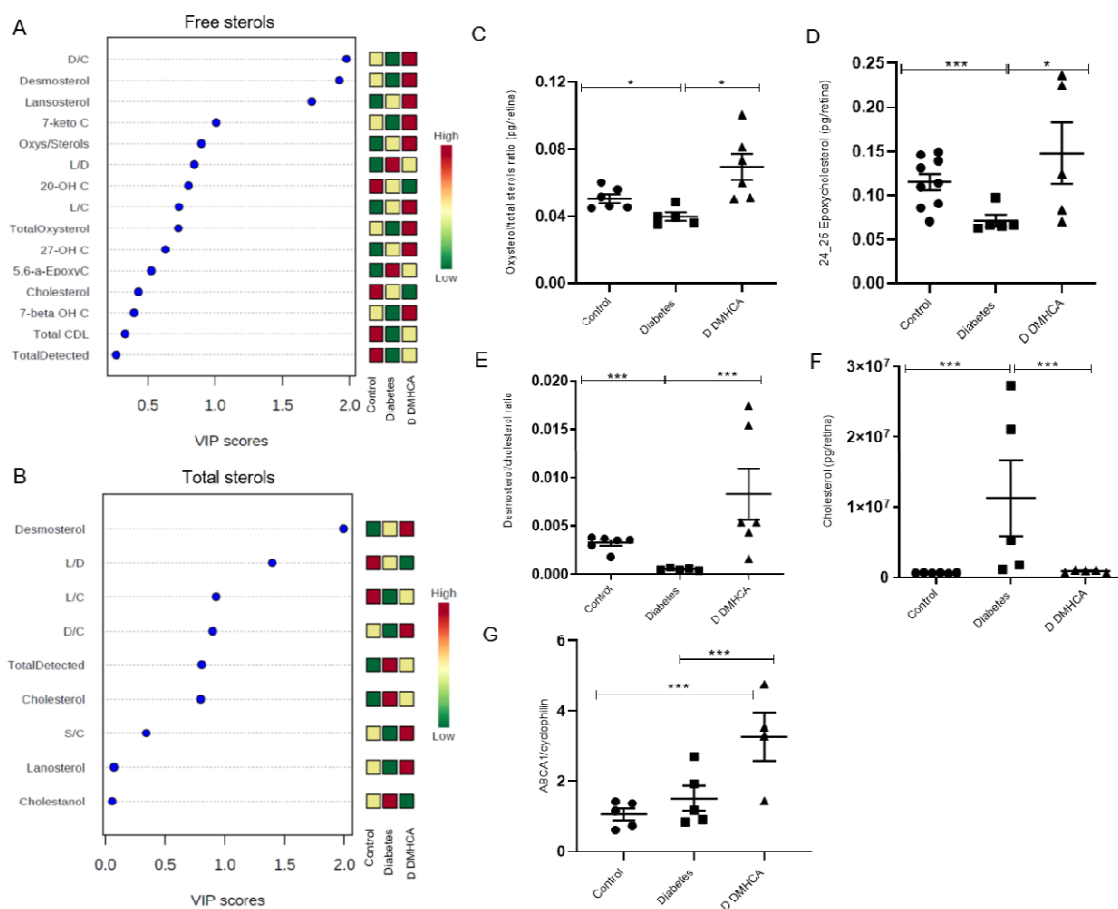 A
Free sterols
D/C
Desmosterol
Lansosterol
7-keto C
Oxys/Sterols
L/D
20-OH C
L/C
TotalOxysterol
27-OH C
5.6-a-EpoxyC
Cholesterol
7-beta OH C
Total CDL
TotalDetected
0.5 1.0 1.5 2.0
VIP scores
Control
Diabetes
D DMHCA
High
Low
B
Total sterols
Desmosterol
L/D
L/C
D/C
TotalDetected
Cholesterol
S/C
Lanosterol
Cholestanol
0.0 0.5 1.0 1.5 2.0
VIP scores
Control
Diabetes
D DMHCA
High
Low
C
Oxysterol/total sterols ratio (pg/retina)
0.12
0.08
0.04
0.00
* *
Control
Diabetes
D DMHCA
D
24_25 Epoxycholesterol (pg/retina)
0.25
0.20
0.15
0.10
0.05
0.00
*** *
Control
Diabetes
D DMHCA
E
Desmosterol/cholesterol ratio
0.020
0.015
0.010
0.005
0.000
*** ***
Control
Diabetes
D DMHCA
F
Cholesterol (pg/retina)
3×10⁷
2×10⁷
1×10⁷
0
*** ***
Control
Diabetes
D DMHCA
G
ABCA1/cyclophilin
6
4
2
0
***
***
Control
Diabetes
D DMHCA